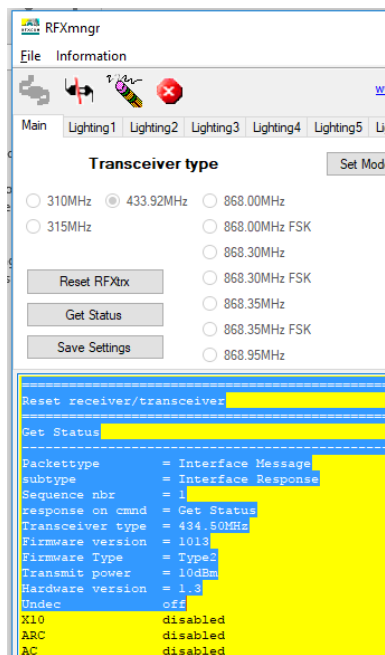 RFXmngr
File Information
Main Lighting1 Lighting2 Lighting3 Lighting4 Lighting5
Transceiver type
Set Mode
310MHz 433.92MHz 868.00MHz
315MHz 868.00MHz FSK
868.30MHz
Reset RFXtrx 868.30MHz FSK
Get Status 868.35MHz
868.35MHz FSK
Save Settings 868.95MHz
Reset receiver/transceiver
Get Status
Packettype = Interface Message
subtype = Interface Response
Sequence nbr = 1
response on cmnd = Get Status
Transceiver type = 434.50MHz
Firmware version = 1013
Firmware Type = Type2
Transmit power = 10dBm
Hardware version = 1.3
Undec off
X10 disabled
ARC disabled
AC disabled